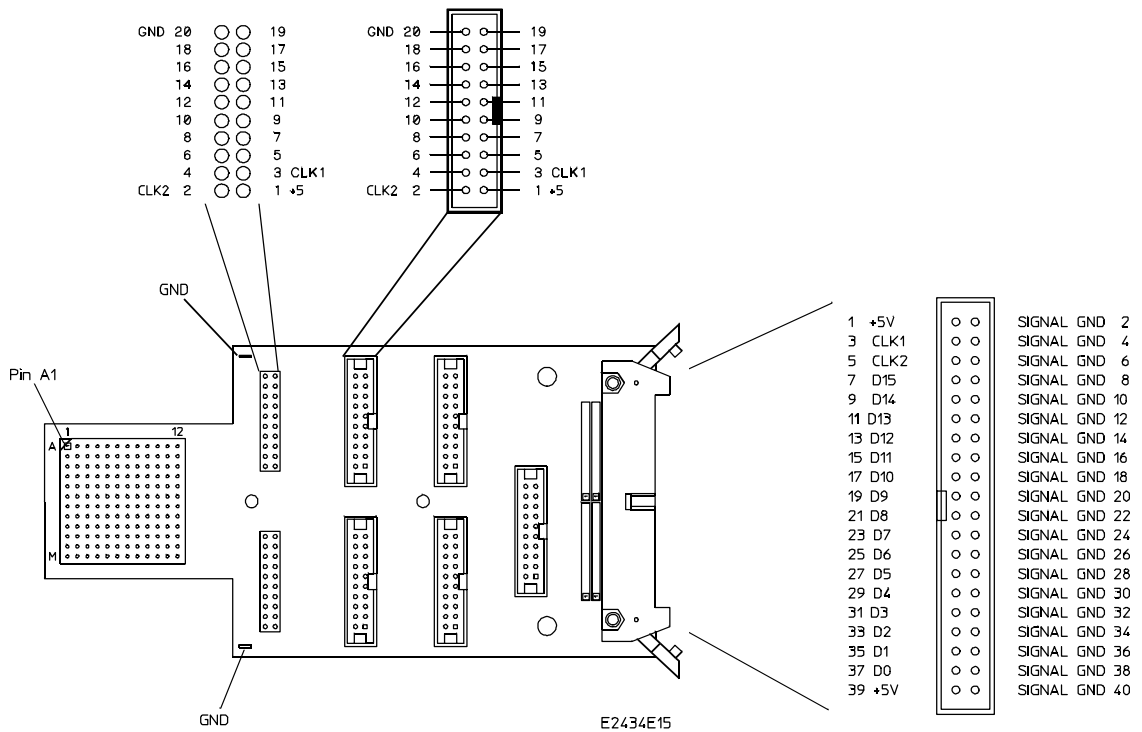 GND 20 19
18 17
16 15
14 13
12 11
10 9
8 7
6 5
4 3 CLK1
CLK2 2 1 +5
GND 20 19
18 17
16 15
14 13
12 11
10 9
8 7
6 5
4 3 CLK1
CLK2 2 1 +5
GND
Pin A1
1 12
A
M
GND
E2434E15
1 +5V SIGNAL GND 2
3 CLK1 SIGNAL GND 4
5 CLK2 SIGNAL GND 6
7 D15 SIGNAL GND 8
9 D14 SIGNAL GND 10
11 D13 SIGNAL GND 12
13 D12 SIGNAL GND 14
15 D11 SIGNAL GND 16
17 D10 SIGNAL GND 18
19 D9 SIGNAL GND 20
21 D8 SIGNAL GND 22
23 D7 SIGNAL GND 24
25 D6 SIGNAL GND 26
27 D5 SIGNAL GND 28
29 D4 SIGNAL GND 30
31 D3 SIGNAL GND 32
33 D2 SIGNAL GND 34
35 D1 SIGNAL GND 36
37 D0 SIGNAL GND 38
39 +5V SIGNAL GND 40